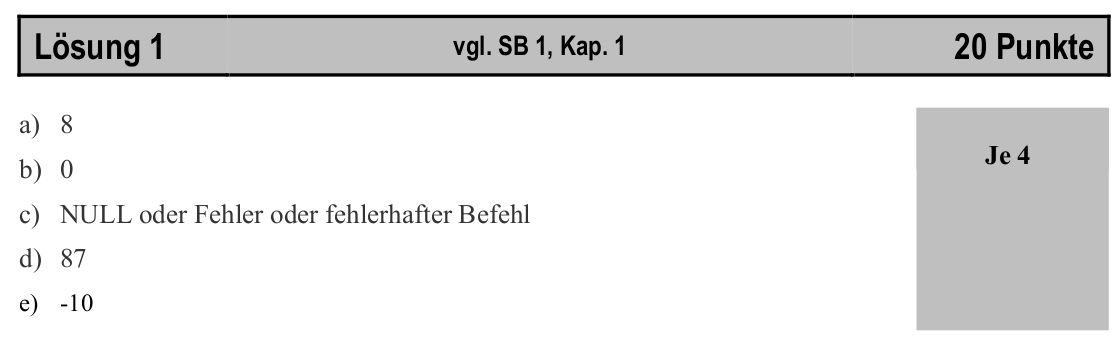 Lösung 1 vgl. SB 1, Kap. 1 20 Punkte
a) 8
Je 4
b) 0
c) NULL oder Fehler oder fehlerhafter Befehl
d) 87
e) -10